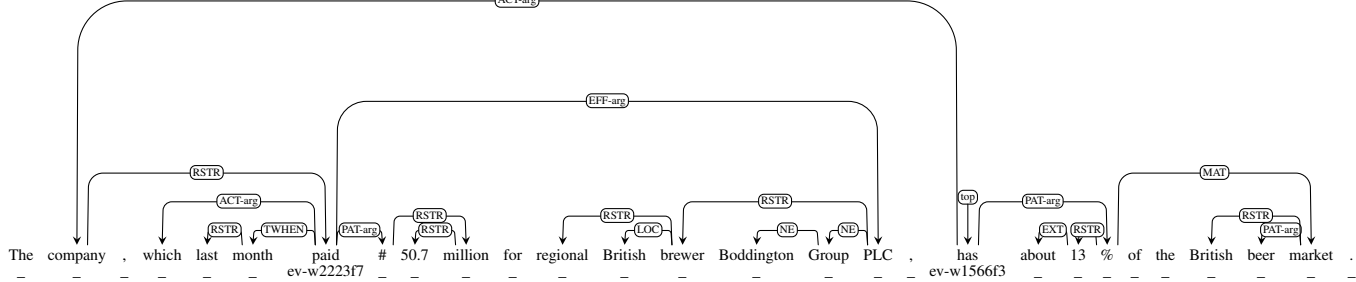 ACT-arg
EFF-arg
RSTR MAT
ACT-arg RSTR top PAT-arg
RSTR RSTR RSTR
RSTR TWHEN PAT-arg RSTR LOC NE NE EXT RSTR PAT-arg
The company , which last month paid # 50.7 million for regional British brewer Boddington Group PLC , has about 13 % of the British beer market .
_ _ _ _ _ _ ev-w2223f7 _ _ _ _ _ _ _ _ _ _ _ ev-w1566f3 _ _ _ _ _ _ _ _ _